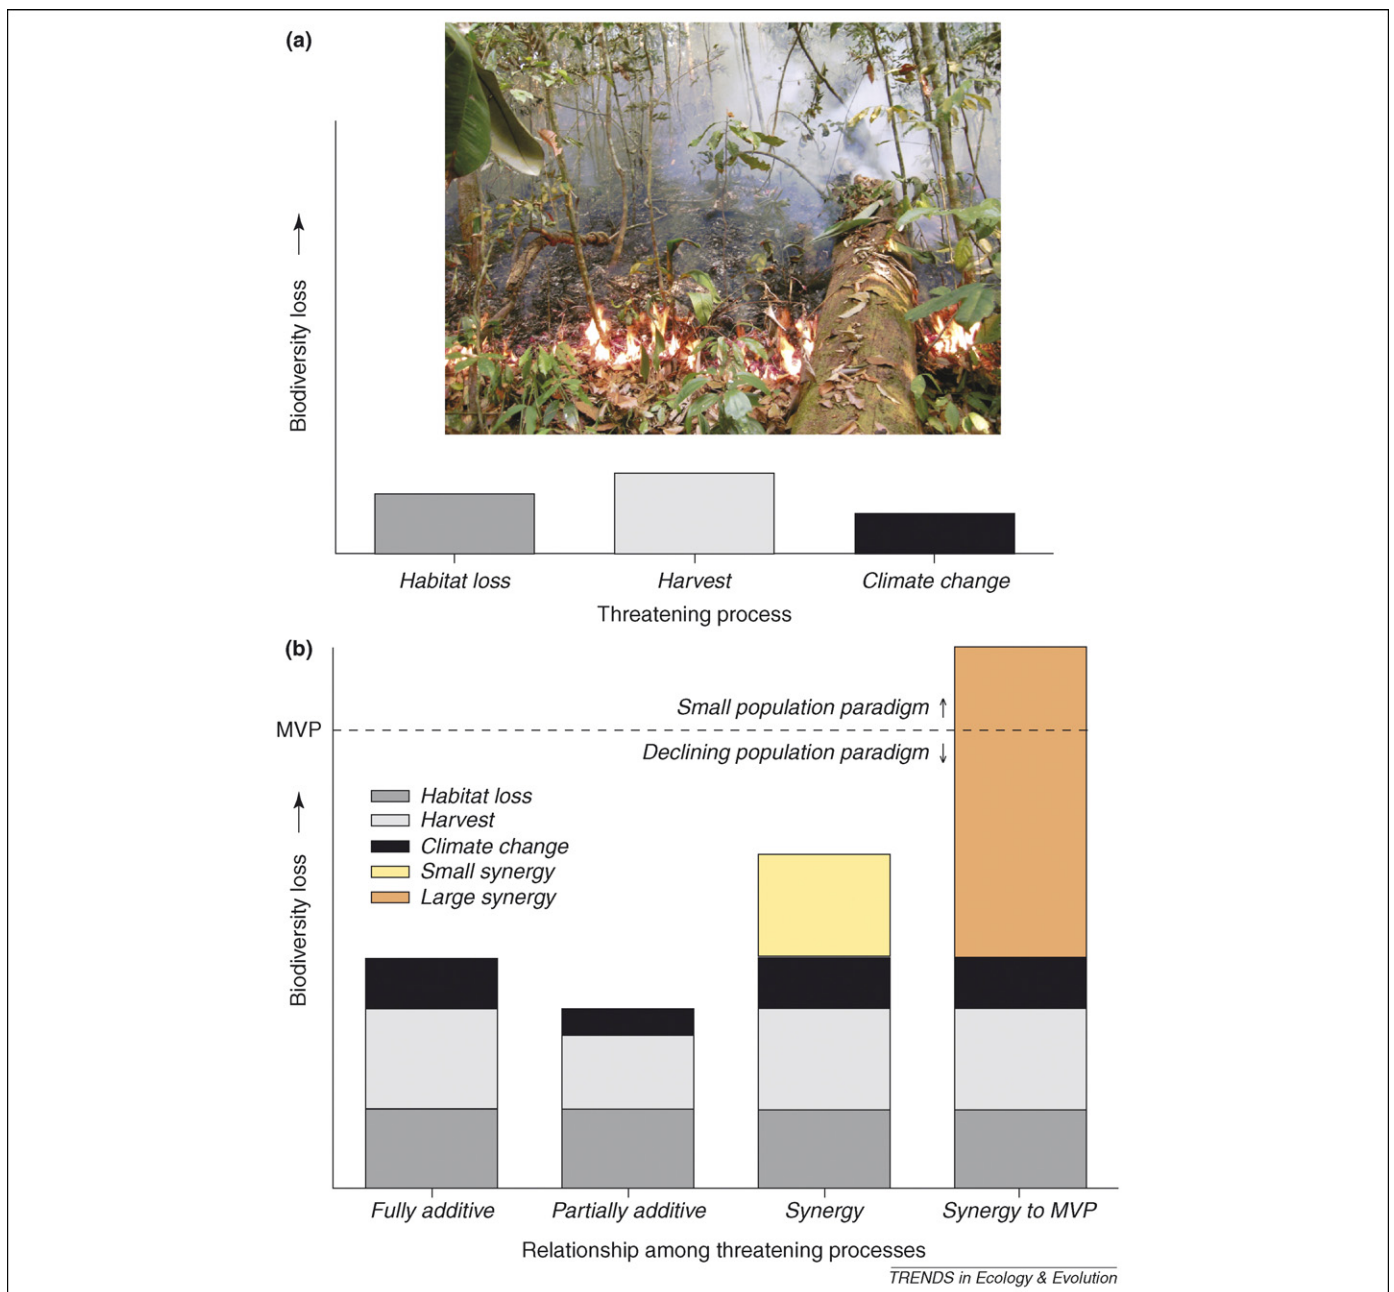 (a)
Biodiversity loss
Habitat loss
Harvest
Climate change
Threatening process
(b)
MVP
Small population paradigm ↑
Declining population paradigm ↓
Biodiversity loss
Habitat loss
Harvest
Climate change
Small synergy
Large synergy
Fully additive
Partially additive
Synergy
Synergy to MVP
Relationship among threatening processes
TRENDS in Ecology & Evolution